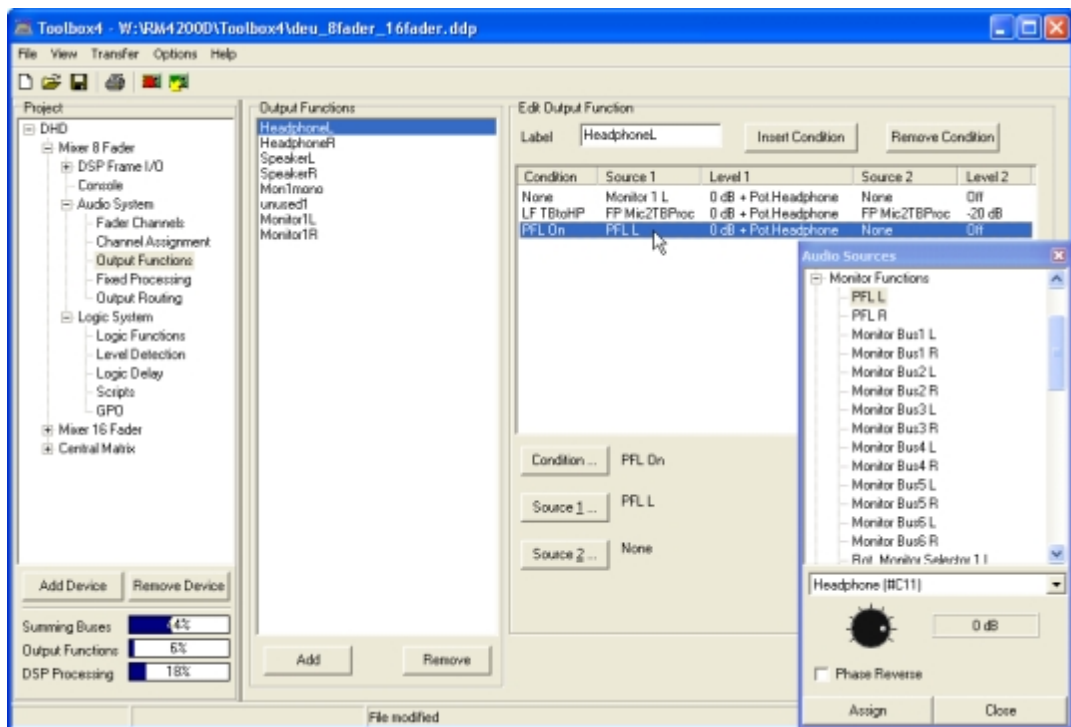 Toolbox4 - W:\RM4200D\Toolbox4\deu_8fader_16fader.ddp
File View Transfer Options Help
Project
DHD
Mixer 8 Fader
DSP Frame I/O
Console
Audio System
Fader Channels
Channel Assignment
Output Functions
Fixed Processing
Output Routing
Logic System
Logic Functions
Level Detection
Logic Delay
Scripts
GPO
Mixer 16 Fader
Central Matrix
Add Device Remove Device
Summing Buses
Output Functions 6%
DSP Processing 18%
Output Functions
HeadphoneL
HeadphoneR
SpeakerL
SpeakerR
Mon1mono
unused1
Monitor1L
Monitor1R
Add Remove
Edit Output Function
Label HeadphoneL Insert Condition Remove Condition
Condition Source 1 Level 1 Source 2 Level 2
None Monitor 1 L 0 dB + Pot.Headphone None Off
LF TBtoHP FP Mic2TBProc 0 dB + Pot.Headphone FP Mic2TBProc -20 dB
PFL On PFL L 0 dB + Pot.Headphone None Off
Condition ... PFL On
Source 1 ... PFL L
Source 2 ... None
Audio Sources
Monitor Functions
PFL L
PFL R
Monitor Bus1 L
Monitor Bus1 R
Monitor Bus2 L
Monitor Bus2 R
Monitor Bus3 L
Monitor Bus3 R
Monitor Bus4 L
Monitor Bus4 R
Monitor Bus5 L
Monitor Bus5 R
Monitor Bus6 L
Monitor Bus6 R
Monitor Selector 1 L
Headphone (#C11)
0 dB
Phase Reverse
Assign Close
File modified